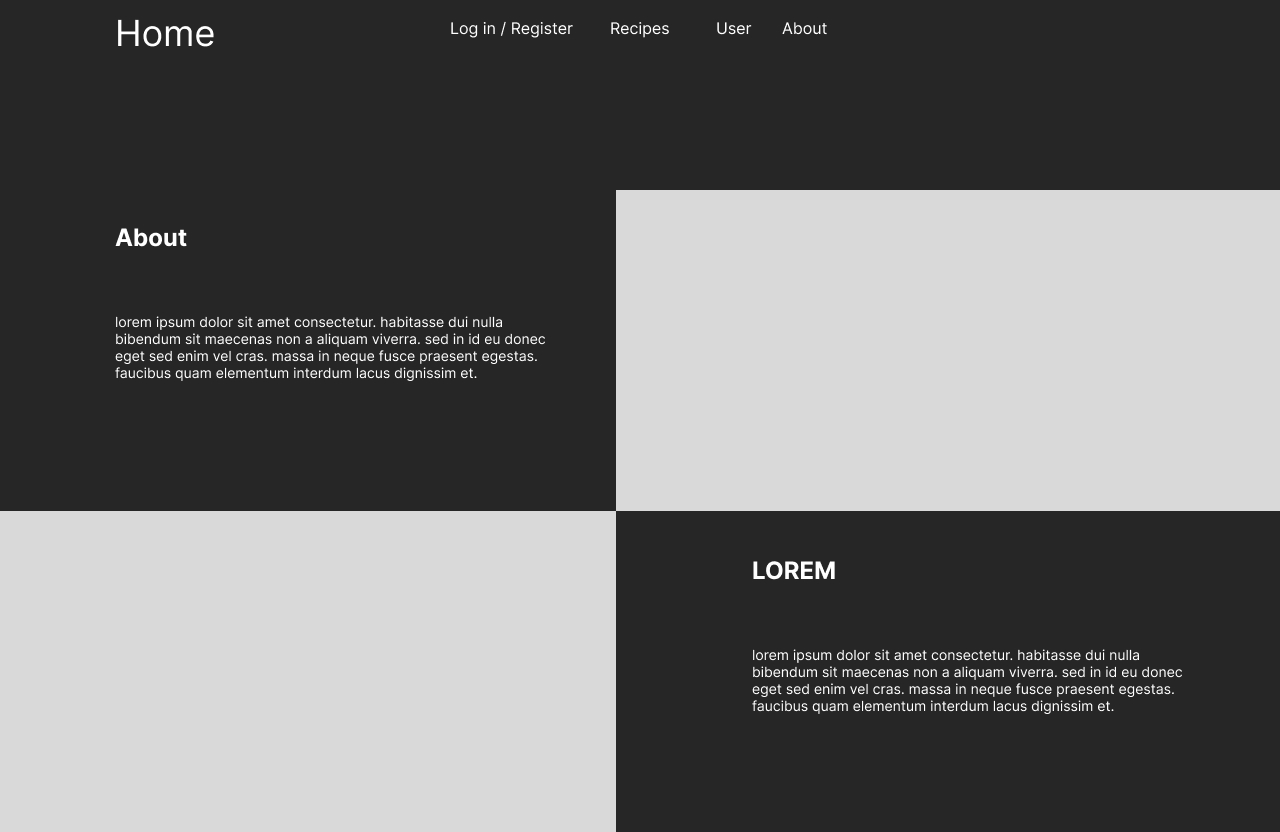 Home
Log in / Register
Recipes
User
About
About
lorem ipsum dolor sit amet consectetur. habitasse dui nulla
bibendum sit maecenas non a aliquam viverra. sed in id eu donec
eget sed enim vel cras. massa in neque fusce praesent egestas.
faucibus quam elementum interdum lacus dignissim et.
LOREM
lorem ipsum dolor sit amet consectetur. habitasse dui nulla
bibendum sit maecenas non a aliquam viverra. sed in id eu donec
eget sed enim vel cras. massa in neque fusce praesent egestas.
faucibus quam elementum interdum lacus dignissim et.